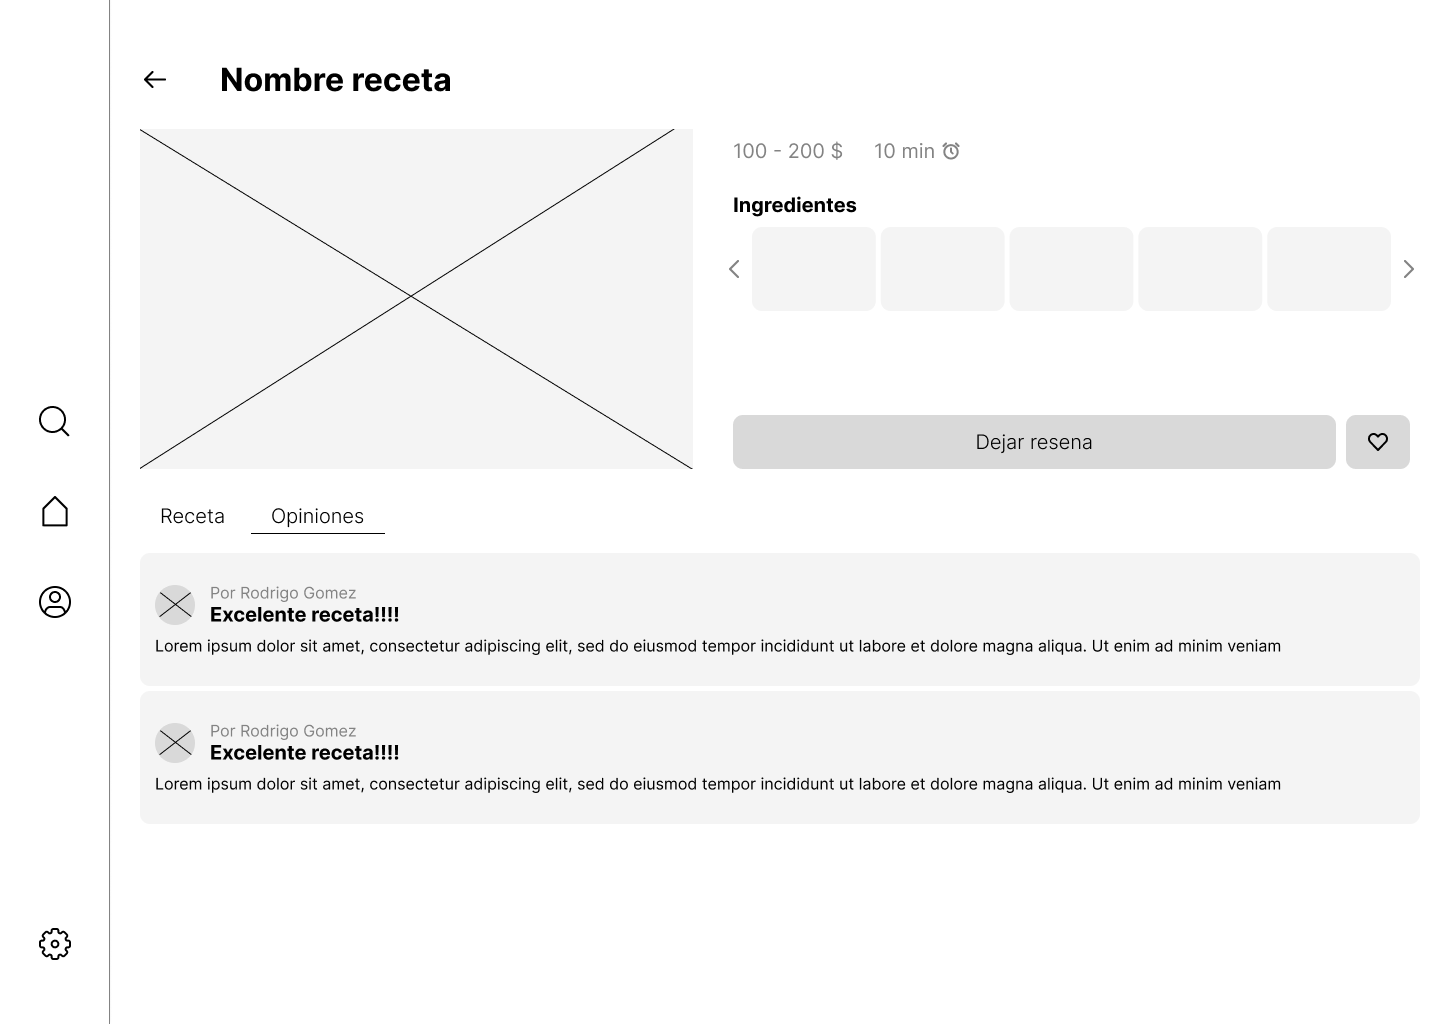 Nombre receta
100 - 200 $ 10 min
Ingredientes
Dejar resena
Receta Opiniones
Por Rodrigo Gomez
Excelente receta!!!!
Lorem ipsum dolor sit amet, consectetur adipiscing elit, sed do eiusmod tempor incididunt ut labore et dolore magna aliqua. Ut enim ad minim veniam
Por Rodrigo Gomez
Excelente receta!!!!
Lorem ipsum dolor sit amet, consectetur adipiscing elit, sed do eiusmod tempor incididunt ut labore et dolore magna aliqua. Ut enim ad minim veniam